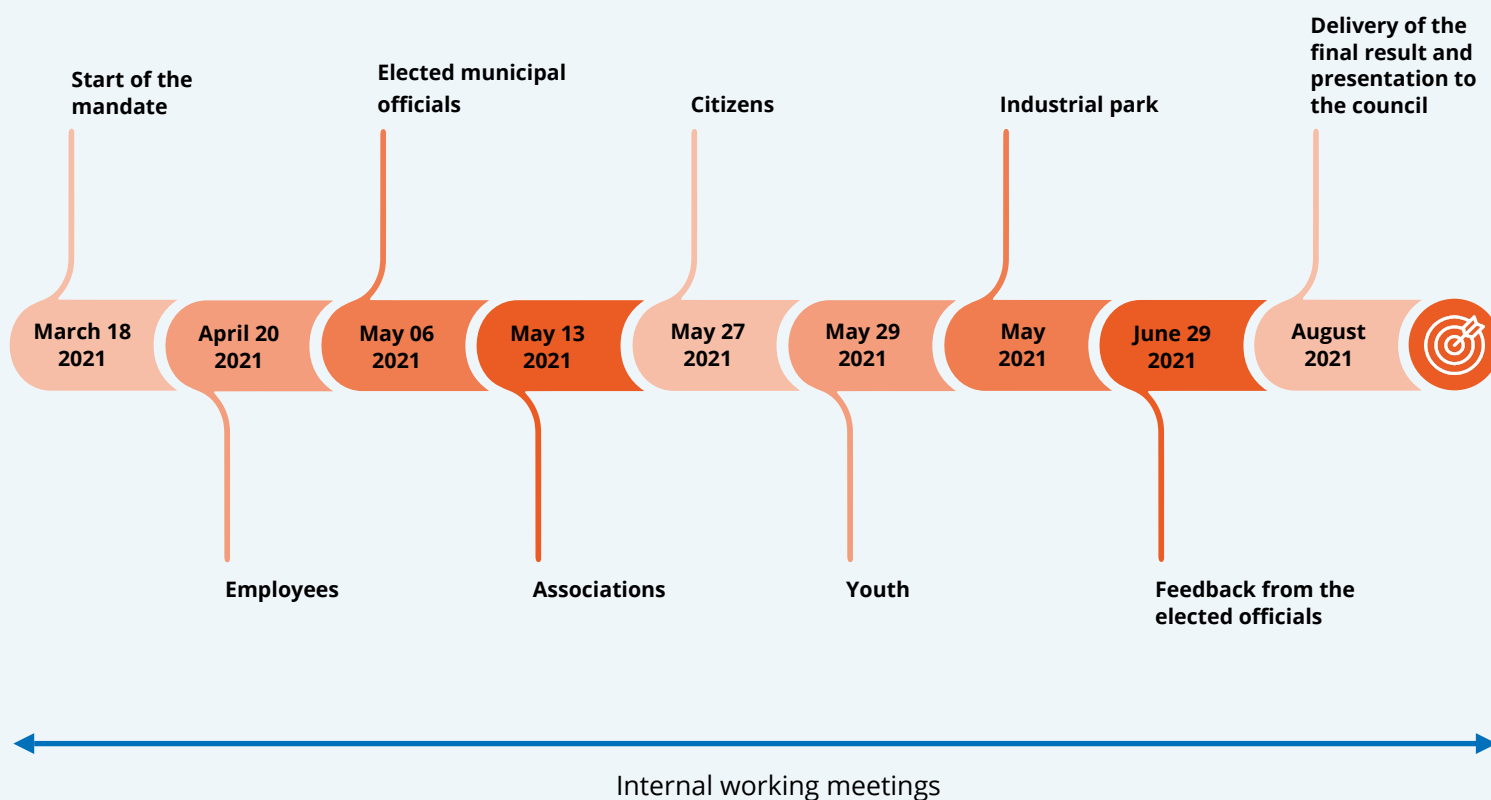 Start of the
mandate
Elected municipal
officials
Citizens
Industrial park
Delivery of the
final result and
presentation to
the council
March 18
2021
April 20
2021
May 06
2021
May 13
2021
May 27
2021
May 29
2021
May
2021
June 29
2021
August
2021
Employees
Associations
Youth
Feedback from the
elected officials
Internal working meetings